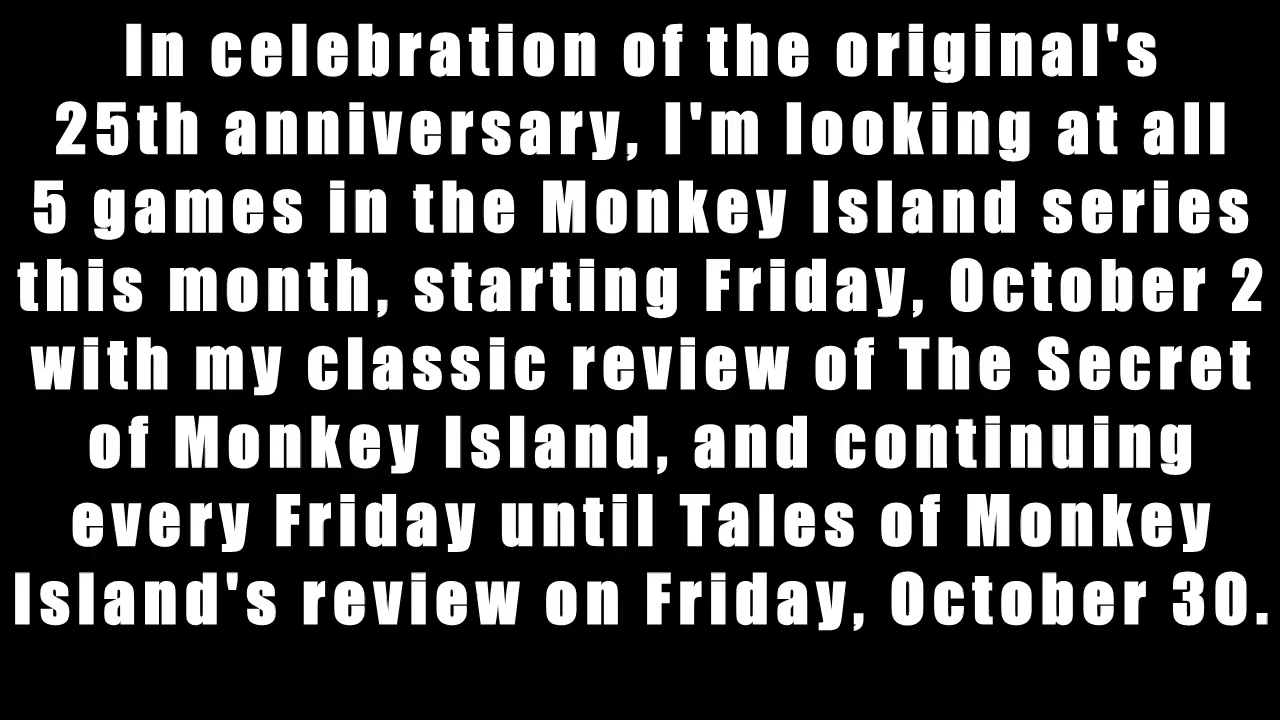 In celebration of the original's
25th anniversary, I'm looking at all
5 games in the Monkey Island series
this month, starting Friday, October 2
with my classic review of The Secret
of Monkey Island, and continuing
every Friday until Tales of Monkey
Island's review on Friday, October 30.